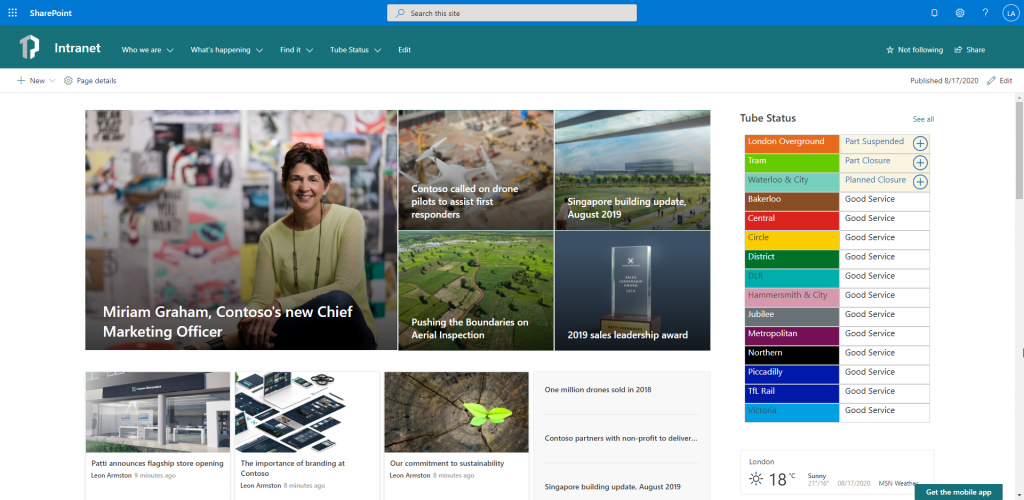 SharePoint
Search this site
LA
Intranet
Who we are
What's happening
Find it
Tube Status
Edit
Not following
Share
New
Page details
Published 8/17/2020
Edit
Miriam Graham, Contoso's new Chief
Marketing Officer
Contoso called on drone
pilots to assist first
responders
Singapore building update,
August 2019
Pushing the Boundaries on
Aerial Inspection
SALES
LEADERSHIP
AWARD
2019
2019 sales leadership award
Tube Status
See all
London Overground Part Suspended
Tram Part Closure
Waterloo & City Planned Closure
Bakerloo Good Service
Central Good Service
Circle Good Service
District Good Service
DLR Good Service
Hammersmith & City Good Service
Jubilee Good Service
Metropolitan Good Service
Northern Good Service
Piccadilly Good Service
TfL Rail Good Service
Victoria Good Service
Patti announces flagship store opening
Leon Armston 9 minutes ago
The importance of branding at
Contoso
Leon Armston 8 minutes ago
Our commitment to sustainability
Leon Armston 8 minutes ago
One million drones sold in 2018
Contoso partners with non-profit to deliver...
Singapore building update, August 2019
London
18 °C
Sunny
21°/16° 08/17/2020 MSN Weather
Get the mobile app